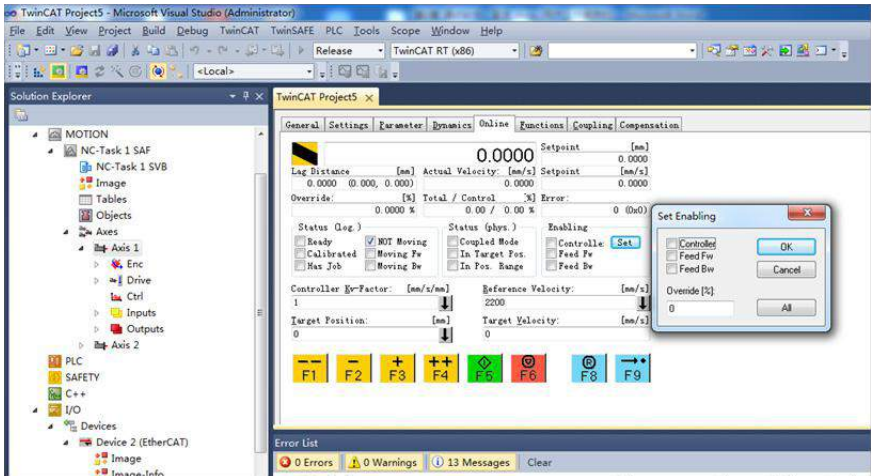 TwinCAT Project5 - Microsoft Visual Studio (Administrator)
File Edit View Project Build Debug TwinCAT TwinSAFE PLC Tools Scope Window Help
Release TwinCAT RT (x86)
<Local>
Solution Explorer
TwinCAT Project5
General Settings Parameter Dynamics Online Functions Coupling Compensation
MOTION
NC-Task 1 SAF
NC-Task 1 SVB
Image
Tables
Objects
Axes
Axis 1
Enc
Drive
Ctrl
Inputs
Outputs
Axis 2
PLC
SAFETY
C++
I/O
Devices
Device 2 (EtherCAT)
Image
Image-Info
0.0000
Setpoint [mm]
0.0000
Lag Distance [mm] Actual Velocity: [mm/s] Setpoint [mm/s]
0.0000 (0.000, 0.000) 0.0000 0.0000
Override: [%] Total / Control [%] Error:
0.0000 % 0.00 / 0.00 % 0 (0x0)
Status (log.) Status (phys.) Enabling
Ready NOT Moving Coupled Mode Controlle: Set
Calibrated Moving Fw In Target Pos. Feed Fw
Has Job Moving Bw In Pos. Range Feed Bw
Controller Kv-Factor: [mm/s/mm] Reference Velocity: [mm/s]
1 2200
Target Position: [mm] Target Velocity: [mm/s]
0 0
-- - + ++
F1 F2 F3 F4 F5 F6 F8 F9
Set Enabling
Controller OK
Feed Fw
Feed Bw Cancel
Override [%]:
0 All
Error List
0 Errors 0 Warnings 13 Messages Clear